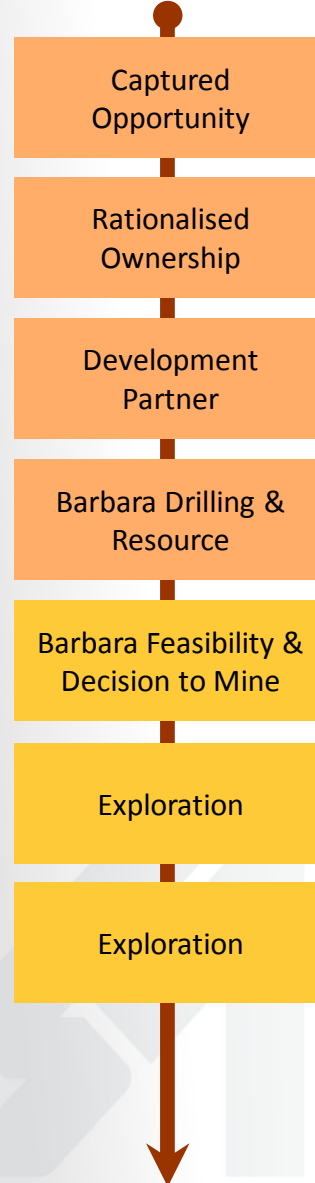 Captured
Opportunity
Rationalised
Ownership
Development
Partner
Barbara Drilling &
Resource
Barbara Feasibility &
Decision to Mine
Exploration
Exploration